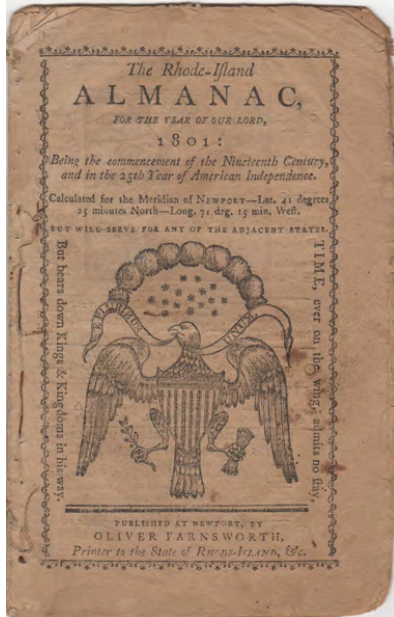 The Rhode-Iſland
ALMANAC,
FOR THE YEAR OF OUR LORD,
1801:
Being the commencement of the Nineteenth Century,
and in the 25th Year of American Independence.
Calculated for the Meridian of NEWPORT—Lat. 41 degrees
25 minutes North—Long. 71 deg. 15 min. Weſt.
BUT WILL SERVE FOR ANY OF THE ADJACENT STATES.
TIME, ever on the wing, admits no ſtay,
But bears down Kings & Kingdoms in his way.
E PLURIBUS UNUM
PUBLISHED AT NEWPORT, BY
OLIVER FARNSWORTH,
Printer to the State of RHODE-ISLAND, &c.